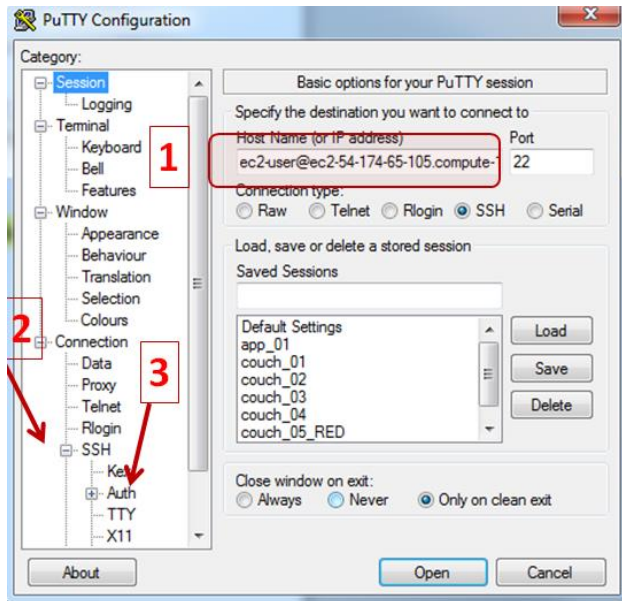 PuTTY Configuration
Category:
Session
Logging
Terminal
Keyboard
Bell
Features
Window
Appearance
Behaviour
Translation
Selection
Colours
Connection
Data
Proxy
Telnet
Rlogin
SSH
Auth
TTY
X11
1
2
3
Basic options for your PuTTY session
Specify the destination you want to connect to
Host Name (or IP address) Port
ec2-user@ec2-54-174-65-105.compute- 22
Connection type:
Raw Telnet Rlogin SSH Serial
Load, save or delete a stored session
Saved Sessions
Default Settings
app_01
couch_01
couch_02
couch_03
couch_04
couch_05_RED
Load
Save
Delete
Close window on exit:
Always Never Only on clean exit
About Open Cancel